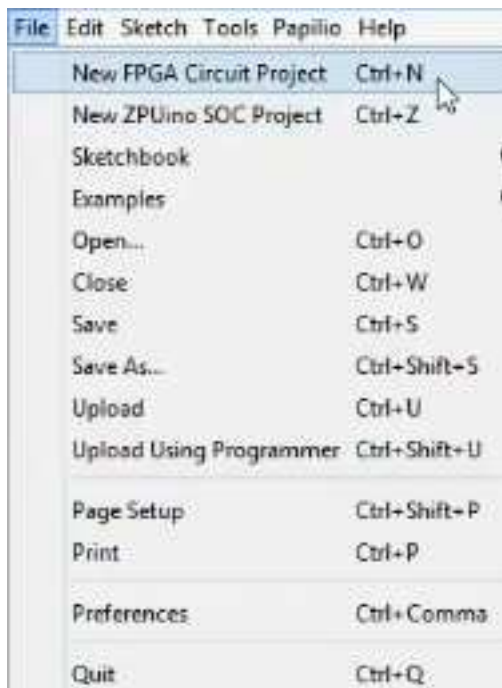 File Edit Sketch Tools Papilio Help
New FPGA Circuit Project Ctrl+N
New ZPUino SOC Project Ctrl+Z
Sketchbook
Examples
Open... Ctrl+O
Close Ctrl+W
Save Ctrl+S
Save As... Ctrl+Shift+S
Upload Ctrl+U
Upload Using Programmer Ctrl+Shift+U
Page Setup Ctrl+Shift+P
Print Ctrl+P
Preferences Ctrl+Comma
Quit Ctrl+Q